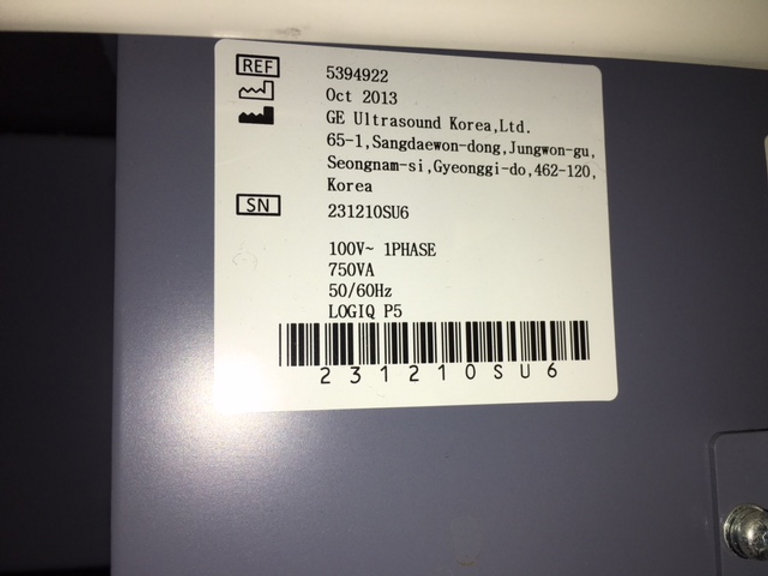 REF 5394922
Oct 2013
GE Ultrasound Korea,Ltd.
65-1,Sangdaewon-dong,Jungwon-gu,
Seongnam-si,Gyeonggi-do,462-120,
Korea
SN 231210SU6
100V~ 1PHASE
750VA
50/60Hz
LOGIQ P5
231210SU6